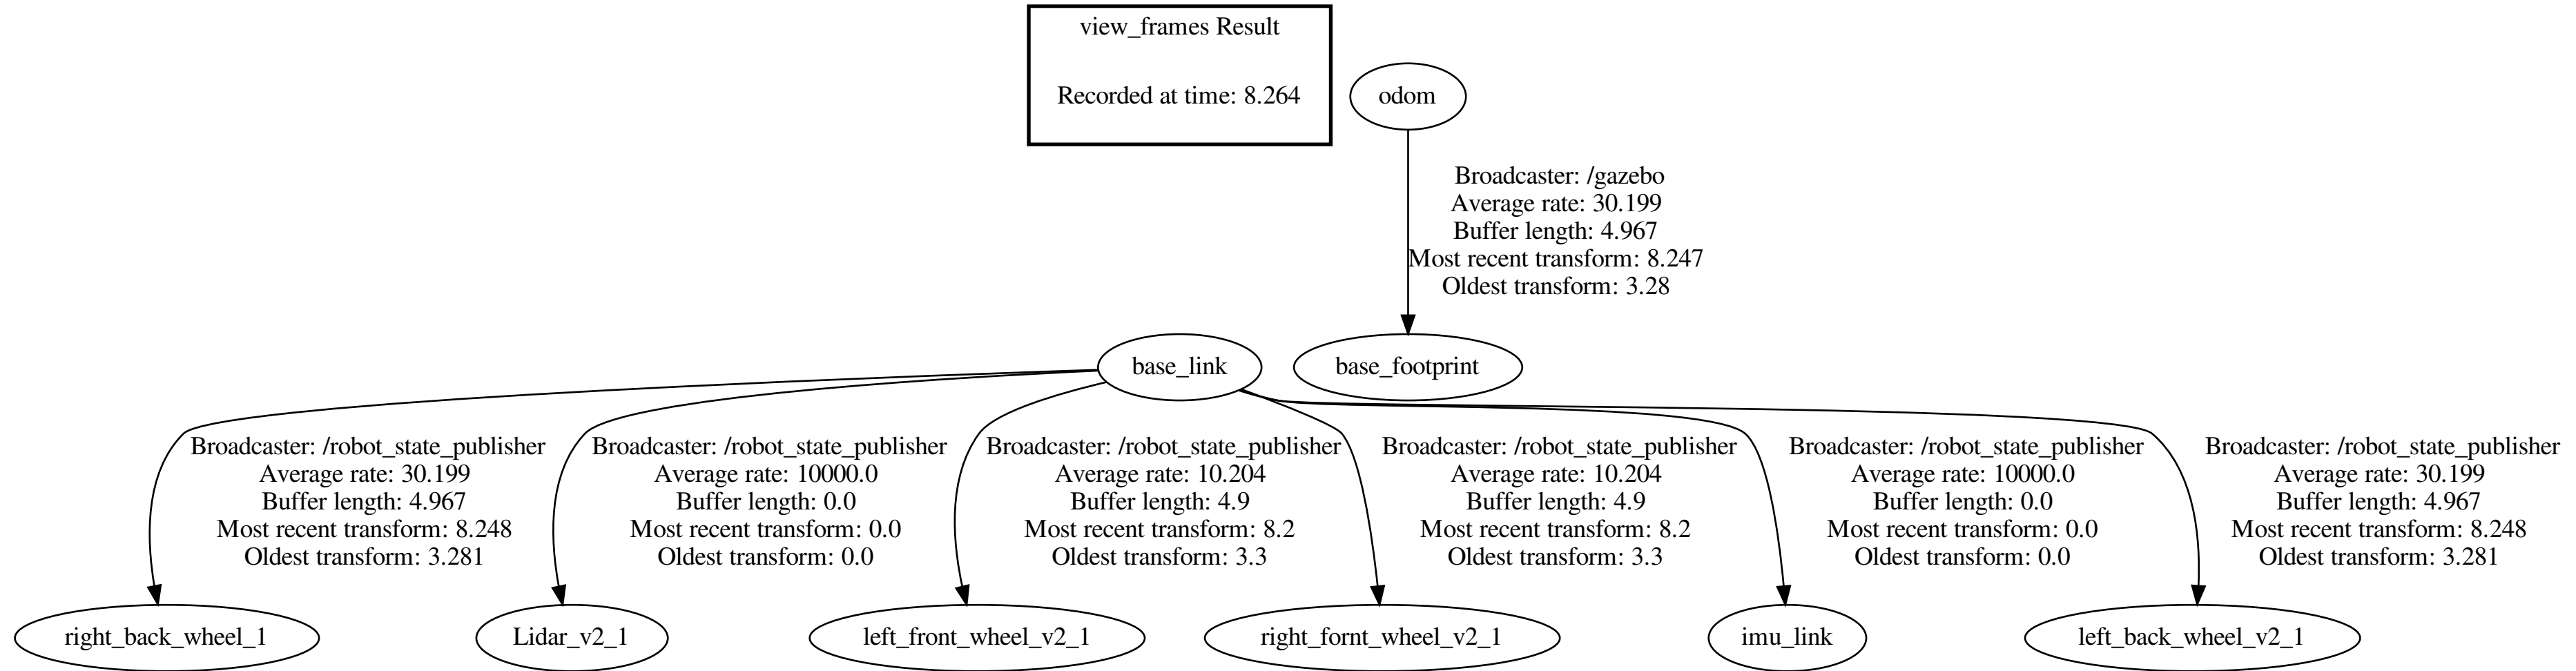 view_frames Result
Recorded at time: 8.264
odom
Broadcaster: /gazebo
Average rate: 30.199
Buffer length: 4.967
Most recent transform: 8.247
Oldest transform: 3.28
base_link
base_footprint
Broadcaster: /robot_state_publisher
Average rate: 30.199
Buffer length: 4.967
Most recent transform: 8.248
Oldest transform: 3.281
Broadcaster: /robot_state_publisher
Average rate: 10000.0
Buffer length: 0.0
Most recent transform: 0.0
Oldest transform: 0.0
Broadcaster: /robot_state_publisher
Average rate: 10.204
Buffer length: 4.9
Most recent transform: 8.2
Oldest transform: 3.3
Broadcaster: /robot_state_publisher
Average rate: 10.204
Buffer length: 4.9
Most recent transform: 8.2
Oldest transform: 3.3
Broadcaster: /robot_state_publisher
Average rate: 10000.0
Buffer length: 0.0
Most recent transform: 0.0
Oldest transform: 0.0
Broadcaster: /robot_state_publisher
Average rate: 30.199
Buffer length: 4.967
Most recent transform: 8.248
Oldest transform: 3.281
right_back_wheel_1
Lidar_v2_1
left_front_wheel_v2_1
right_fornt_wheel_v2_1
imu_link
left_back_wheel_v2_1